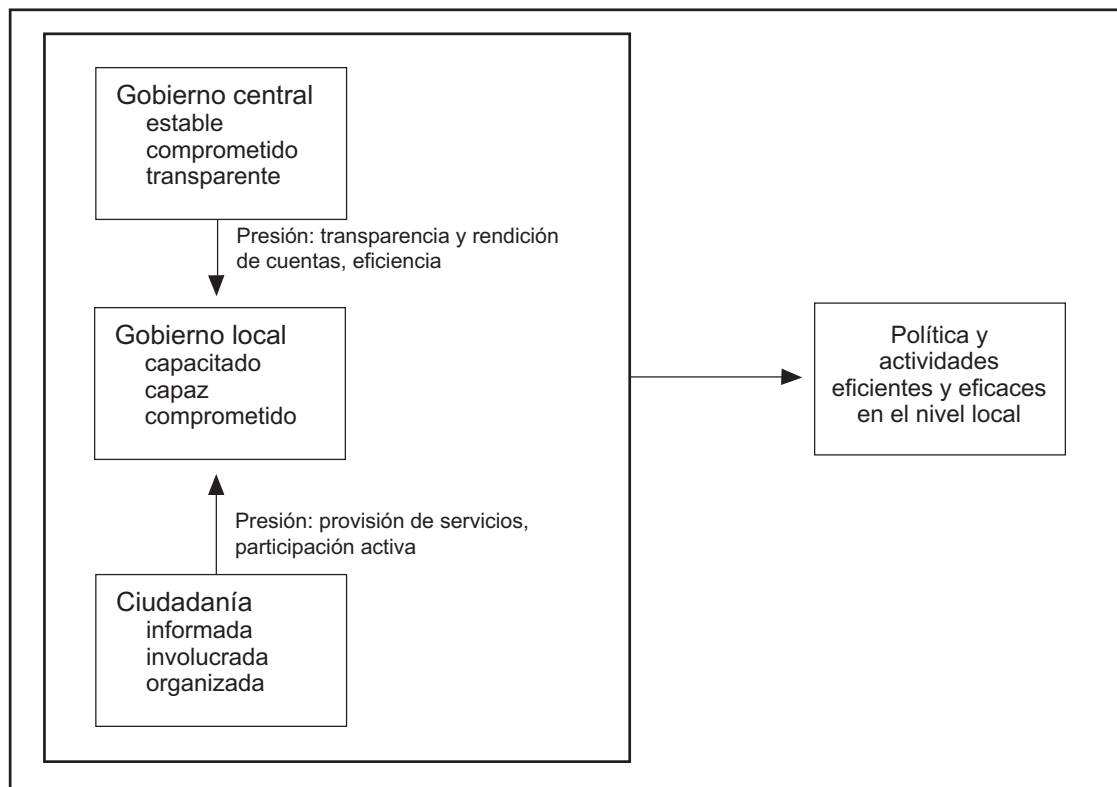 Gobierno central
estable
comprometido
transparente
Presión: transparencia y rendición
de cuentas, eficiencia
Gobierno local
capacitado
capaz
comprometido
Presión: provisión de servicios,
participación activa
Ciudadanía
informada
involucrada
organizada
Política y
actividades
eficientes y eficaces
en el nivel local